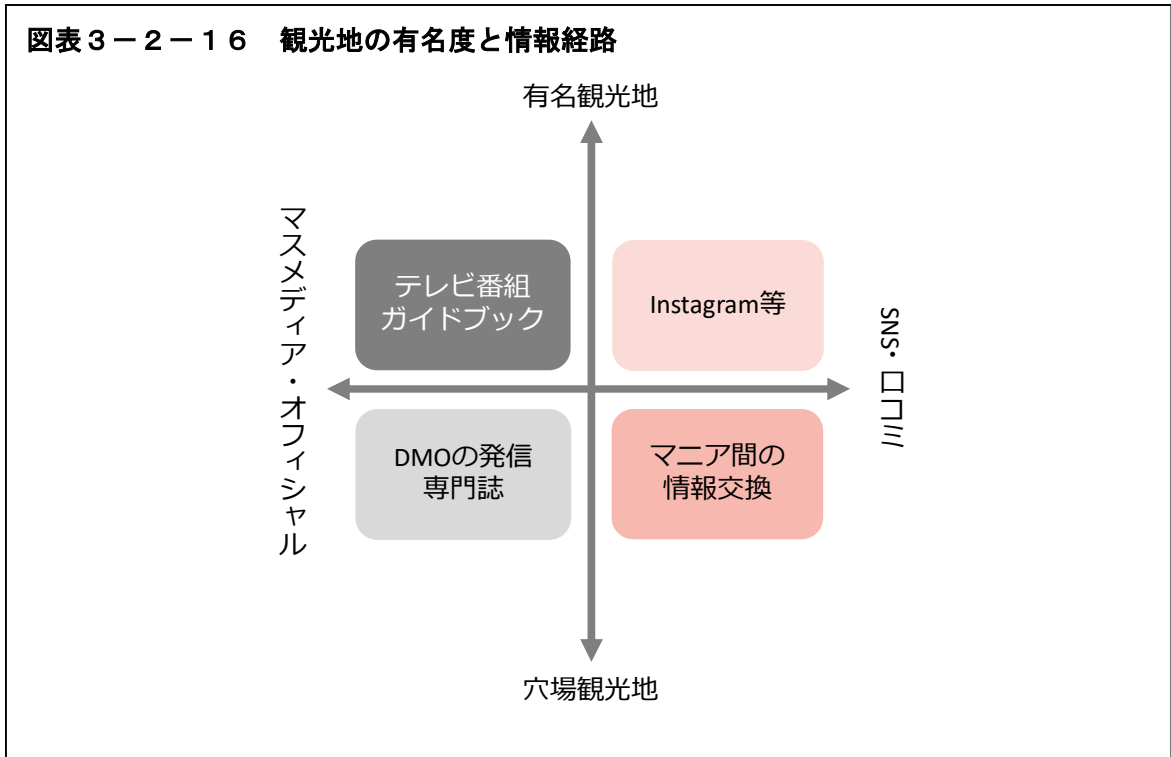 図表３－２－１６　観光地の有名度と情報経路
有名観光地
マスメディア・オフィシャル
テレビ番組
ガイドブック
Instagram等
SNS・口コミ
DMOの発信
専門誌
マニア間の
情報交換
穴場観光地